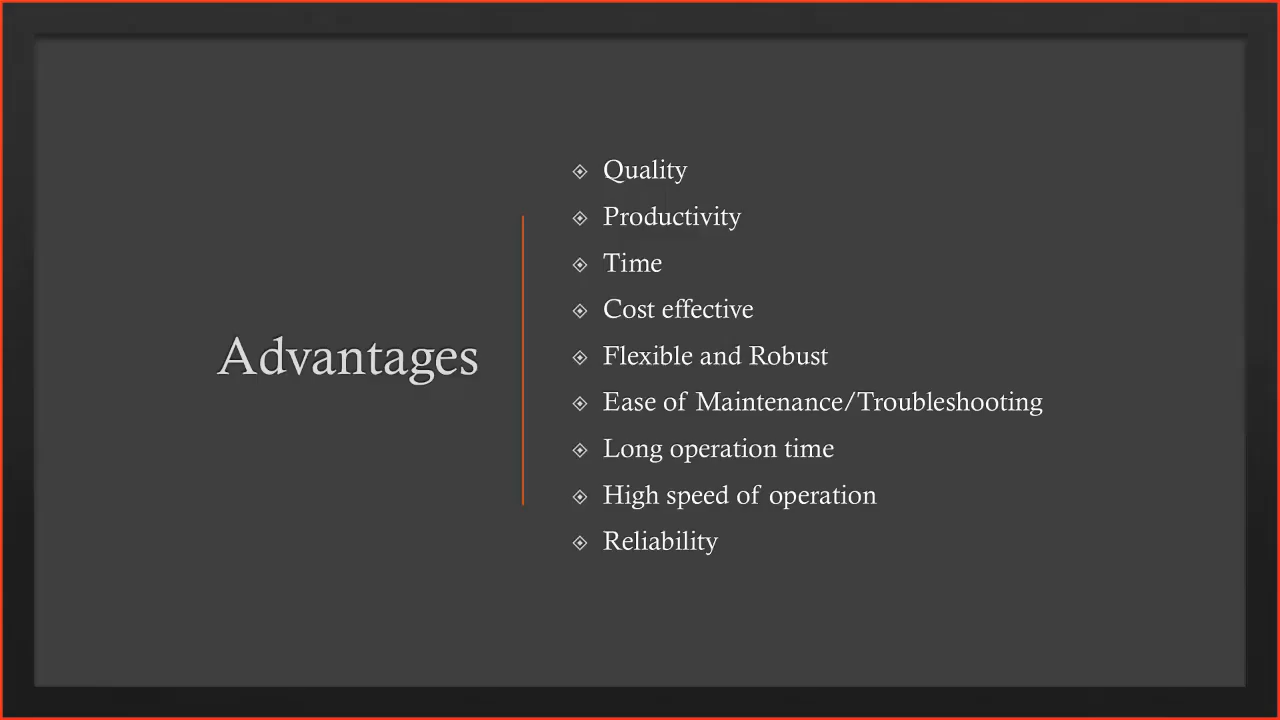 Advantages
Quality
Productivity
Time
Cost effective
Flexible and Robust
Ease of Maintenance/Troubleshooting
Long operation time
High speed of operation
Reliability